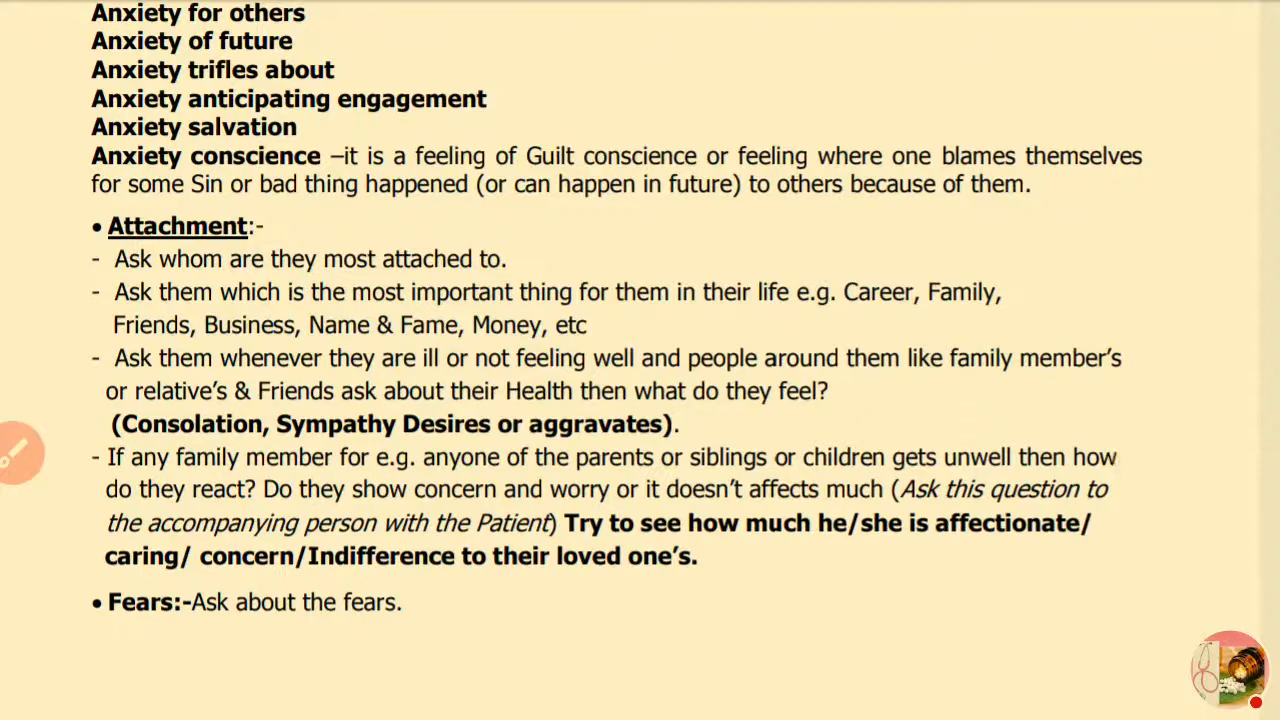 Anxiety for others
Anxiety of future
Anxiety trifles about
Anxiety anticipating engagement
Anxiety salvation
Anxiety conscience –it is a feeling of Guilt conscience or feeling where one blames themselves
for some Sin or bad thing happened (or can happen in future) to others because of them.
• Attachment:-
- Ask whom are they most attached to.
- Ask them which is the most important thing for them in their life e.g. Career, Family,
Friends, Business, Name & Fame, Money, etc
- Ask them whenever they are ill or not feeling well and people around them like family member's
or relative's & Friends ask about their Health then what do they feel?
(Consolation, Sympathy Desires or aggravates).
- If any family member for e.g. anyone of the parents or siblings or children gets unwell then how
do they react? Do they show concern and worry or it doesn't affects much (Ask this question to
the accompanying person with the Patient) Try to see how much he/she is affectionate/
caring/ concern/Indifference to their loved one's.
• Fears:-Ask about the fears.